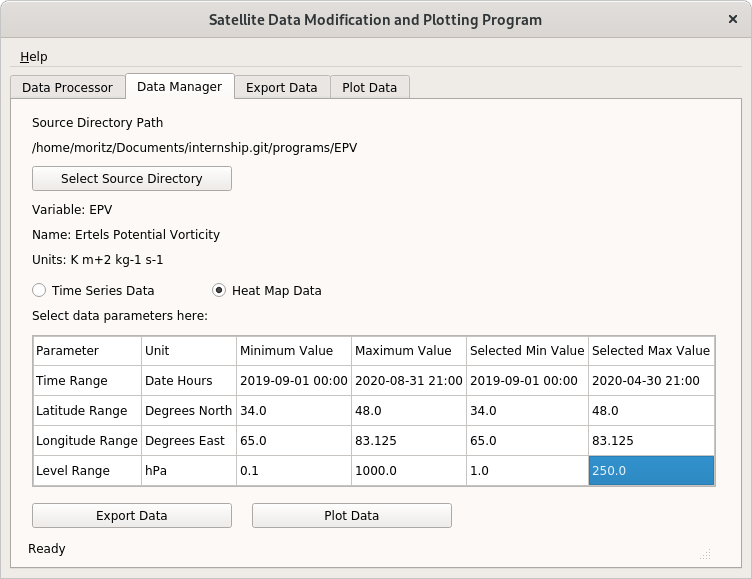 Satellite Data Modification and Plotting Program ×
Help
Data Processor Data Manager Export Data Plot Data
Source Directory Path
/home/moritz/Documents/internship.git/programs/EPV
Select Source Directory
Variable: EPV
Name: Ertels Potential Vorticity
Units: K m+2 kg-1 s-1
Time Series Data Heat Map Data
Select data parameters here:
Parameter Unit Minimum Value Maximum Value Selected Min Value Selected Max Value
Time Range Date Hours 2019-09-01 00:00 2020-08-31 21:00 2019-09-01 00:00 2020-04-30 21:00
Latitude Range Degrees North 34.0 48.0 34.0 48.0
Longitude Range Degrees East 65.0 83.125 65.0 83.125
Level Range hPa 0.1 1000.0 1.0 250.0
Export Data Plot Data
Ready